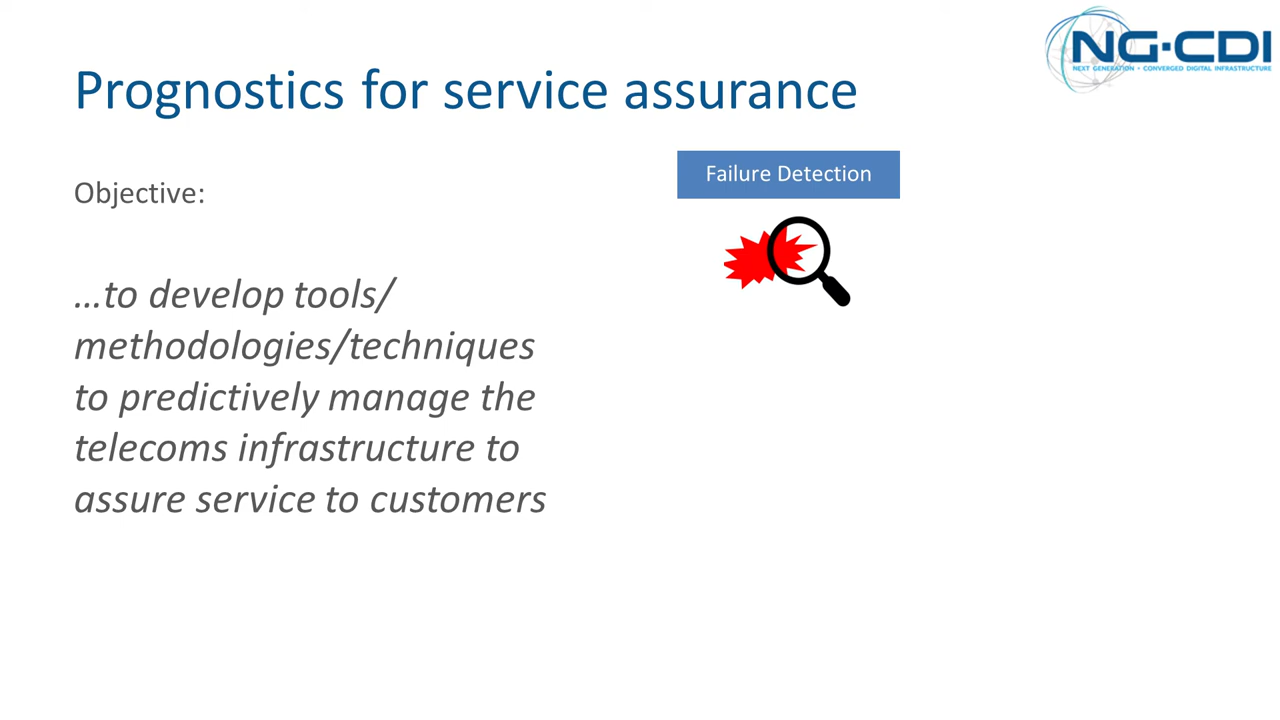 NG-CDI
NEXT GENERATION • CONVERGED DIGITAL INFRASTRUCTURE
Prognostics for service assurance
Failure Detection
Objective:
…to develop tools/
methodologies/techniques
to predictively manage the
telecoms infrastructure to
assure service to customers